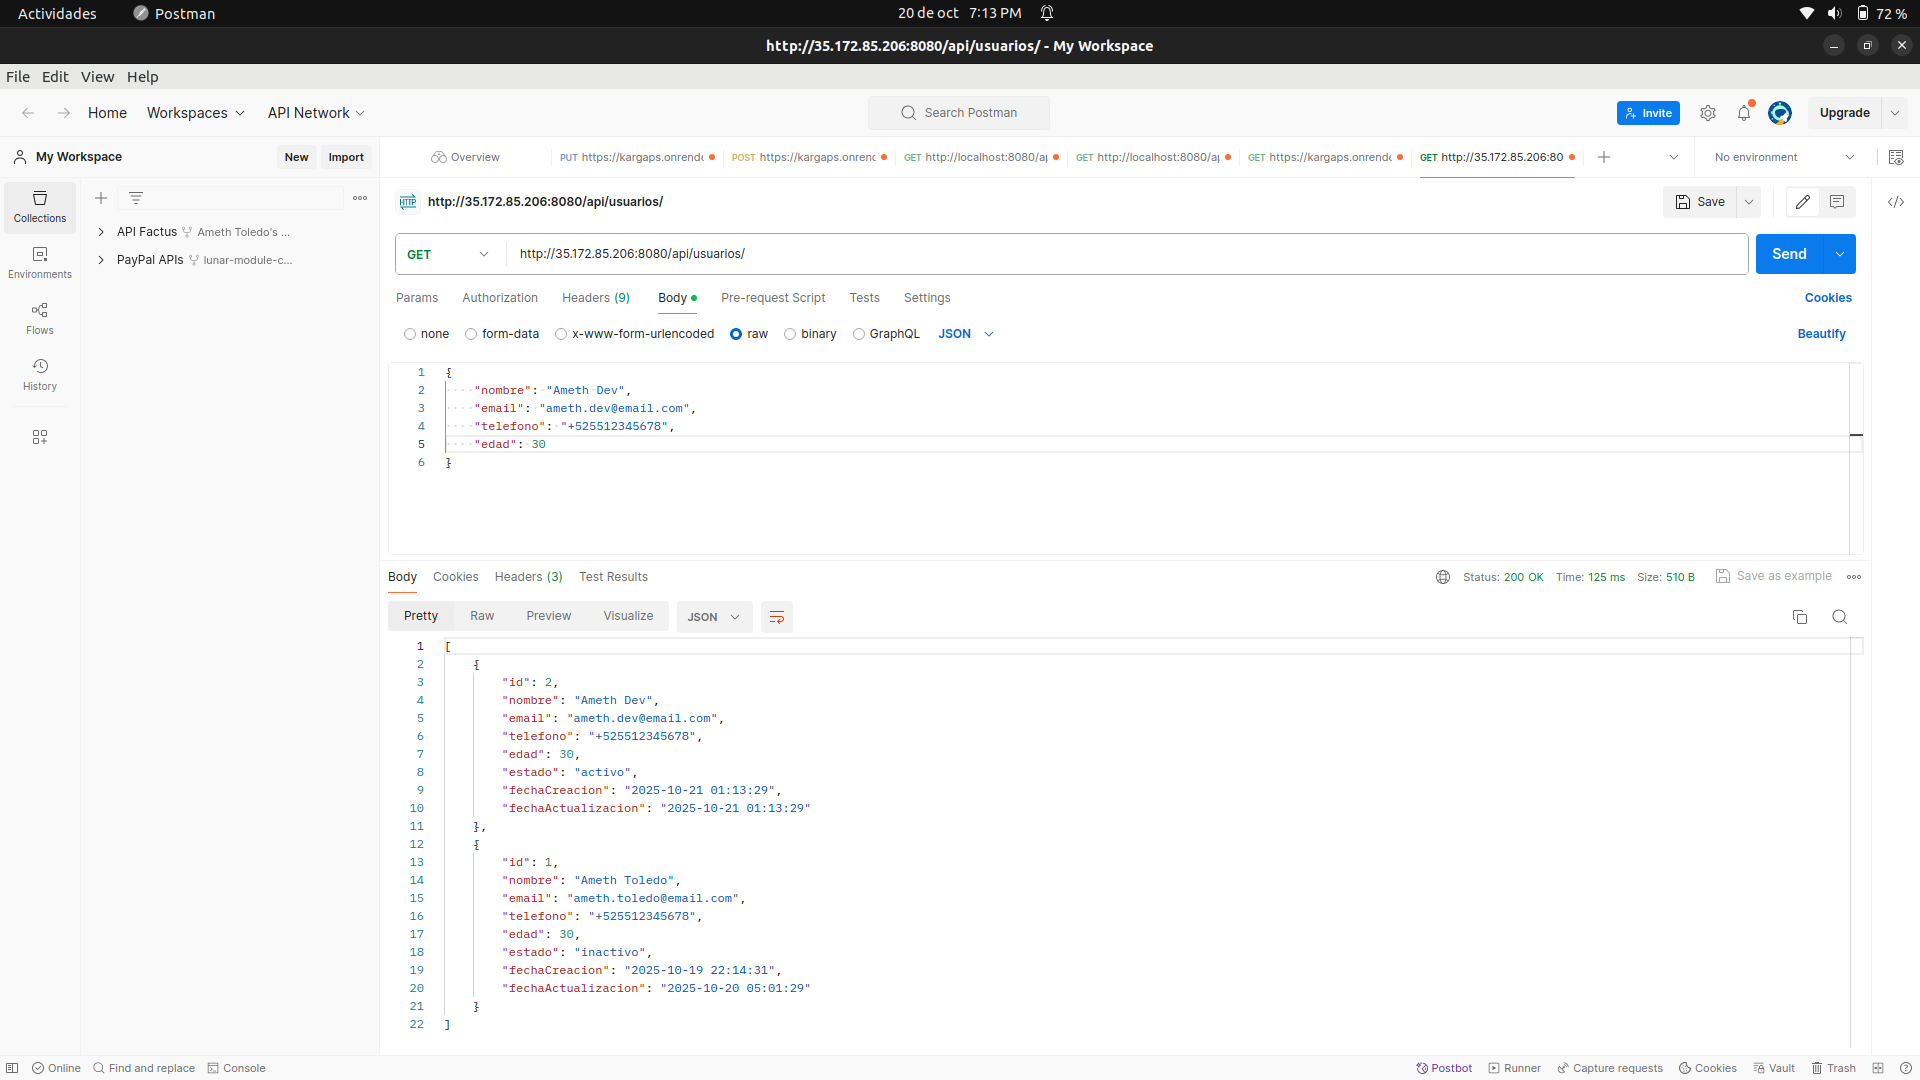 Actividades Postman 20 de oct 7:13 PM 72 %
http://35.172.85.206:8080/api/usuarios/ - My Workspace
File Edit View Help
Home Workspaces API Network Search Postman Invite Upgrade
My Workspace New Import Overview PUT https://kargaps.onrende POST https://kargaps.onrenc GET http://localhost:8080/a GET http://localhost:8080/a GET https://kargaps.onrende GET http://35.172.85.206:80 No environment
Collections
Environments
Flows
History
API Factus Ameth Toledo's ...
PayPal APIs lunar-module-c...
HTTP http://35.172.85.206:8080/api/usuarios/ Save
GET http://35.172.85.206:8080/api/usuarios/ Send
Params Authorization Headers (9) Body Pre-request Script Tests Settings Cookies
none form-data x-www-form-urlencoded raw binary GraphQL JSON Beautify
1 {
2 "nombre": "Ameth Dev",
3 "email": "ameth.dev@email.com",
4 "telefono": "+525512345678",
5 "edad": 30
6 }
Body Cookies Headers (3) Test Results Status: 200 OK Time: 125 ms Size: 510 B Save as example
Pretty Raw Preview Visualize JSON
1 [
2 {
3 "id": 2,
4 "nombre": "Ameth Dev",
5 "email": "ameth.dev@email.com",
6 "telefono": "+525512345678",
7 "edad": 30,
8 "estado": "activo",
9 "fechaCreacion": "2025-10-21 01:13:29",
10 "fechaActualizacion": "2025-10-21 01:13:29"
11 },
12 {
13 "id": 1,
14 "nombre": "Ameth Toledo",
15 "email": "ameth.toledo@email.com",
16 "telefono": "+525512345678",
17 "edad": 30,
18 "estado": "inactivo",
19 "fechaCreacion": "2025-10-19 22:14:31",
20 "fechaActualizacion": "2025-10-20 05:01:29"
21 }
22 ]
Online Find and replace Console Postbot Runner Capture requests Cookies Vault Trash